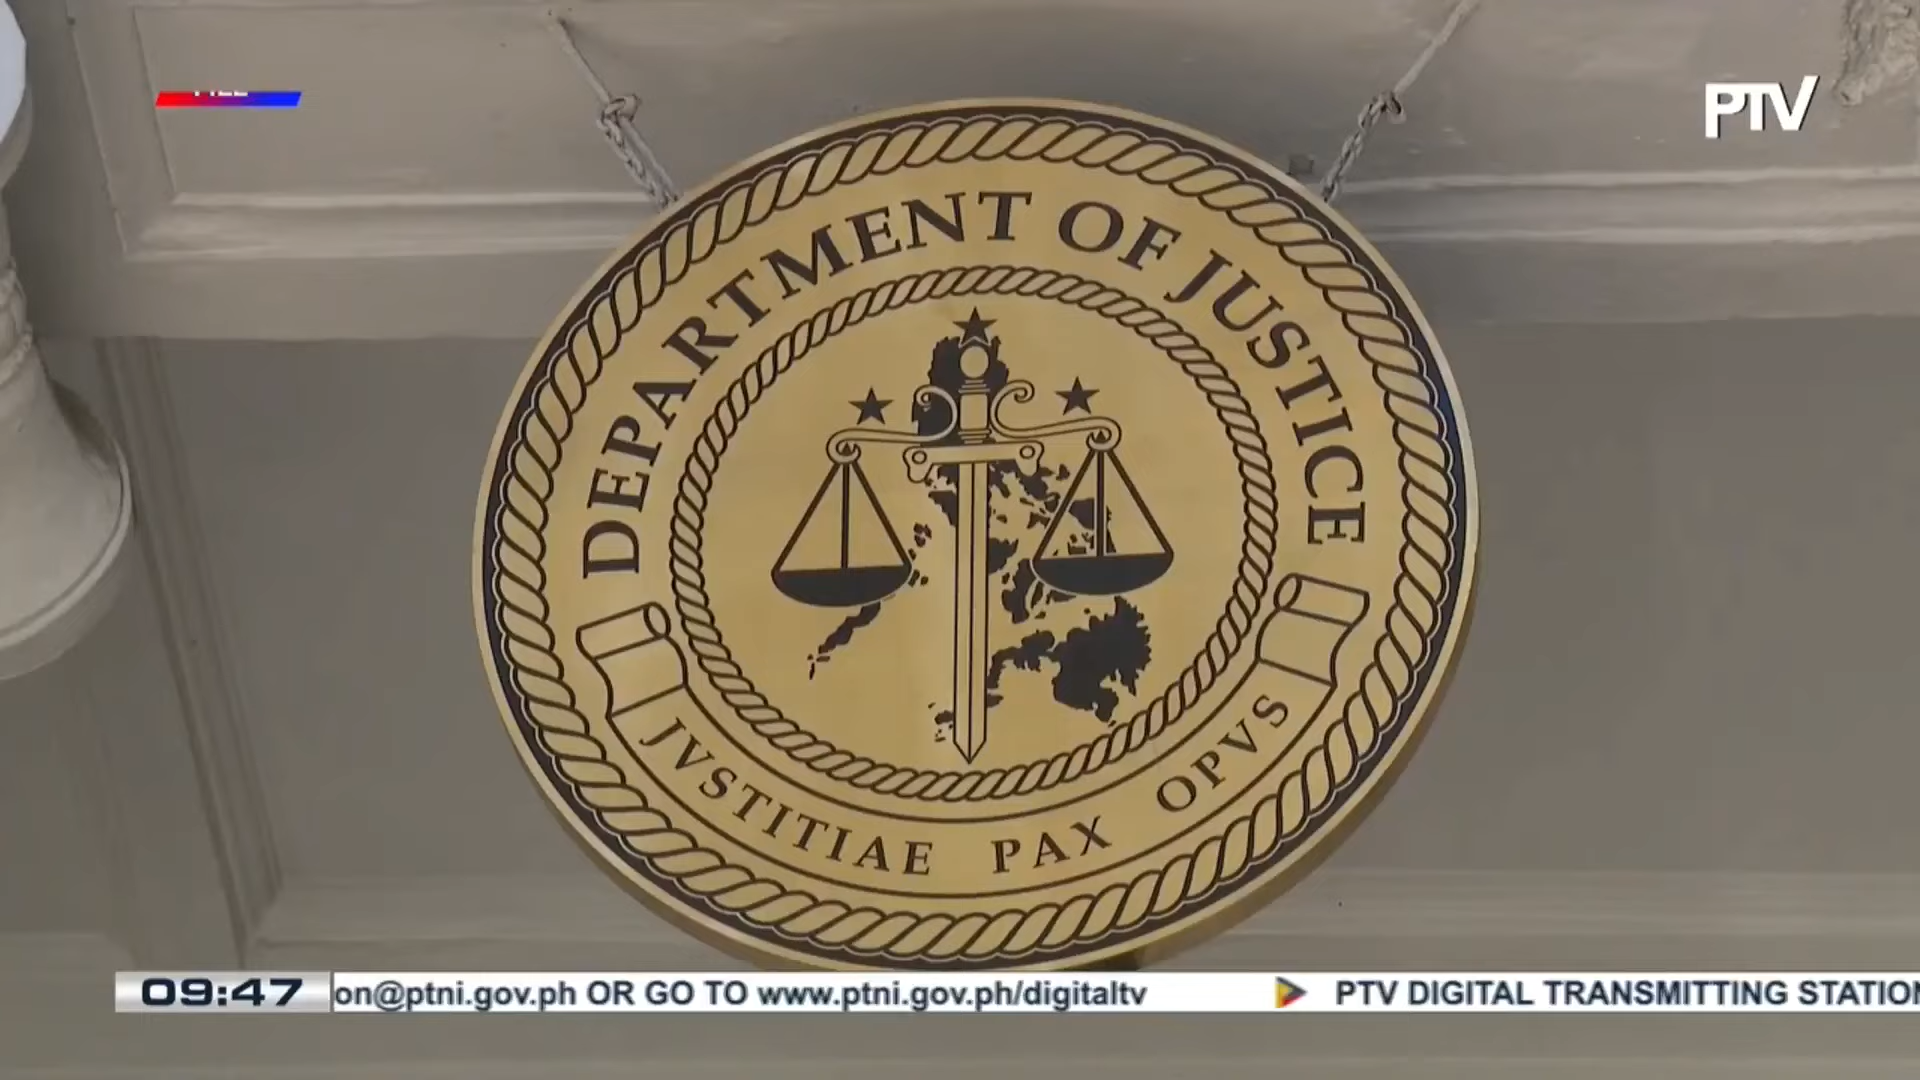 PTV
DEPARTMENT OF JUSTICE
JVSTITIAE PAX OPVS
09:47
on@ptni.gov.ph OR GO TO www.ptni.gov.ph/digitaltv PTV DIGITAL TRANSMITTING STATION